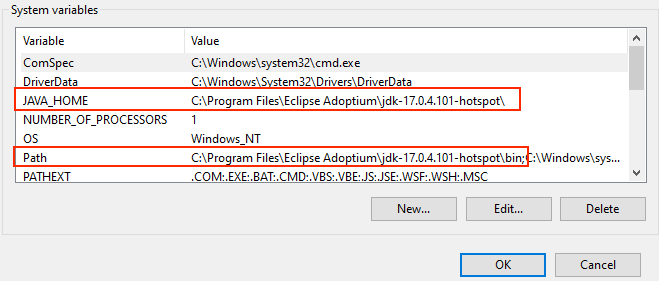 System variables
Variable Value
ComSpec C:\Windows\system32\cmd.exe
DriverData C:\Windows\System32\Drivers\DriverData
JAVA_HOME C:\Program Files\Eclipse Adoptium\jdk-17.0.4.101-hotspot\
NUMBER_OF_PROCESSORS 1
OS Windows_NT
Path C:\Program Files\Eclipse Adoptium\jdk-17.0.4.101-hotspot\bin;C:\Windows\sys...
PATHEXT .COM;.EXE;.BAT;.CMD;.VBS;.VBE;.JS;.JSE;.WSF;.WSH;.MSC
New... Edit... Delete
OK Cancel